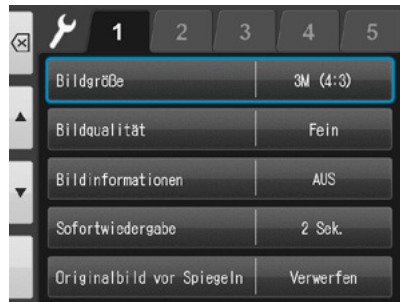 1 2 3 4 5
Bildgröße 3M (4:3)
Bildqualität Fein
Bildinformationen AUS
Sofortwiedergabe 2 Sek.
Originalbild vor Spiegeln Verwerfen